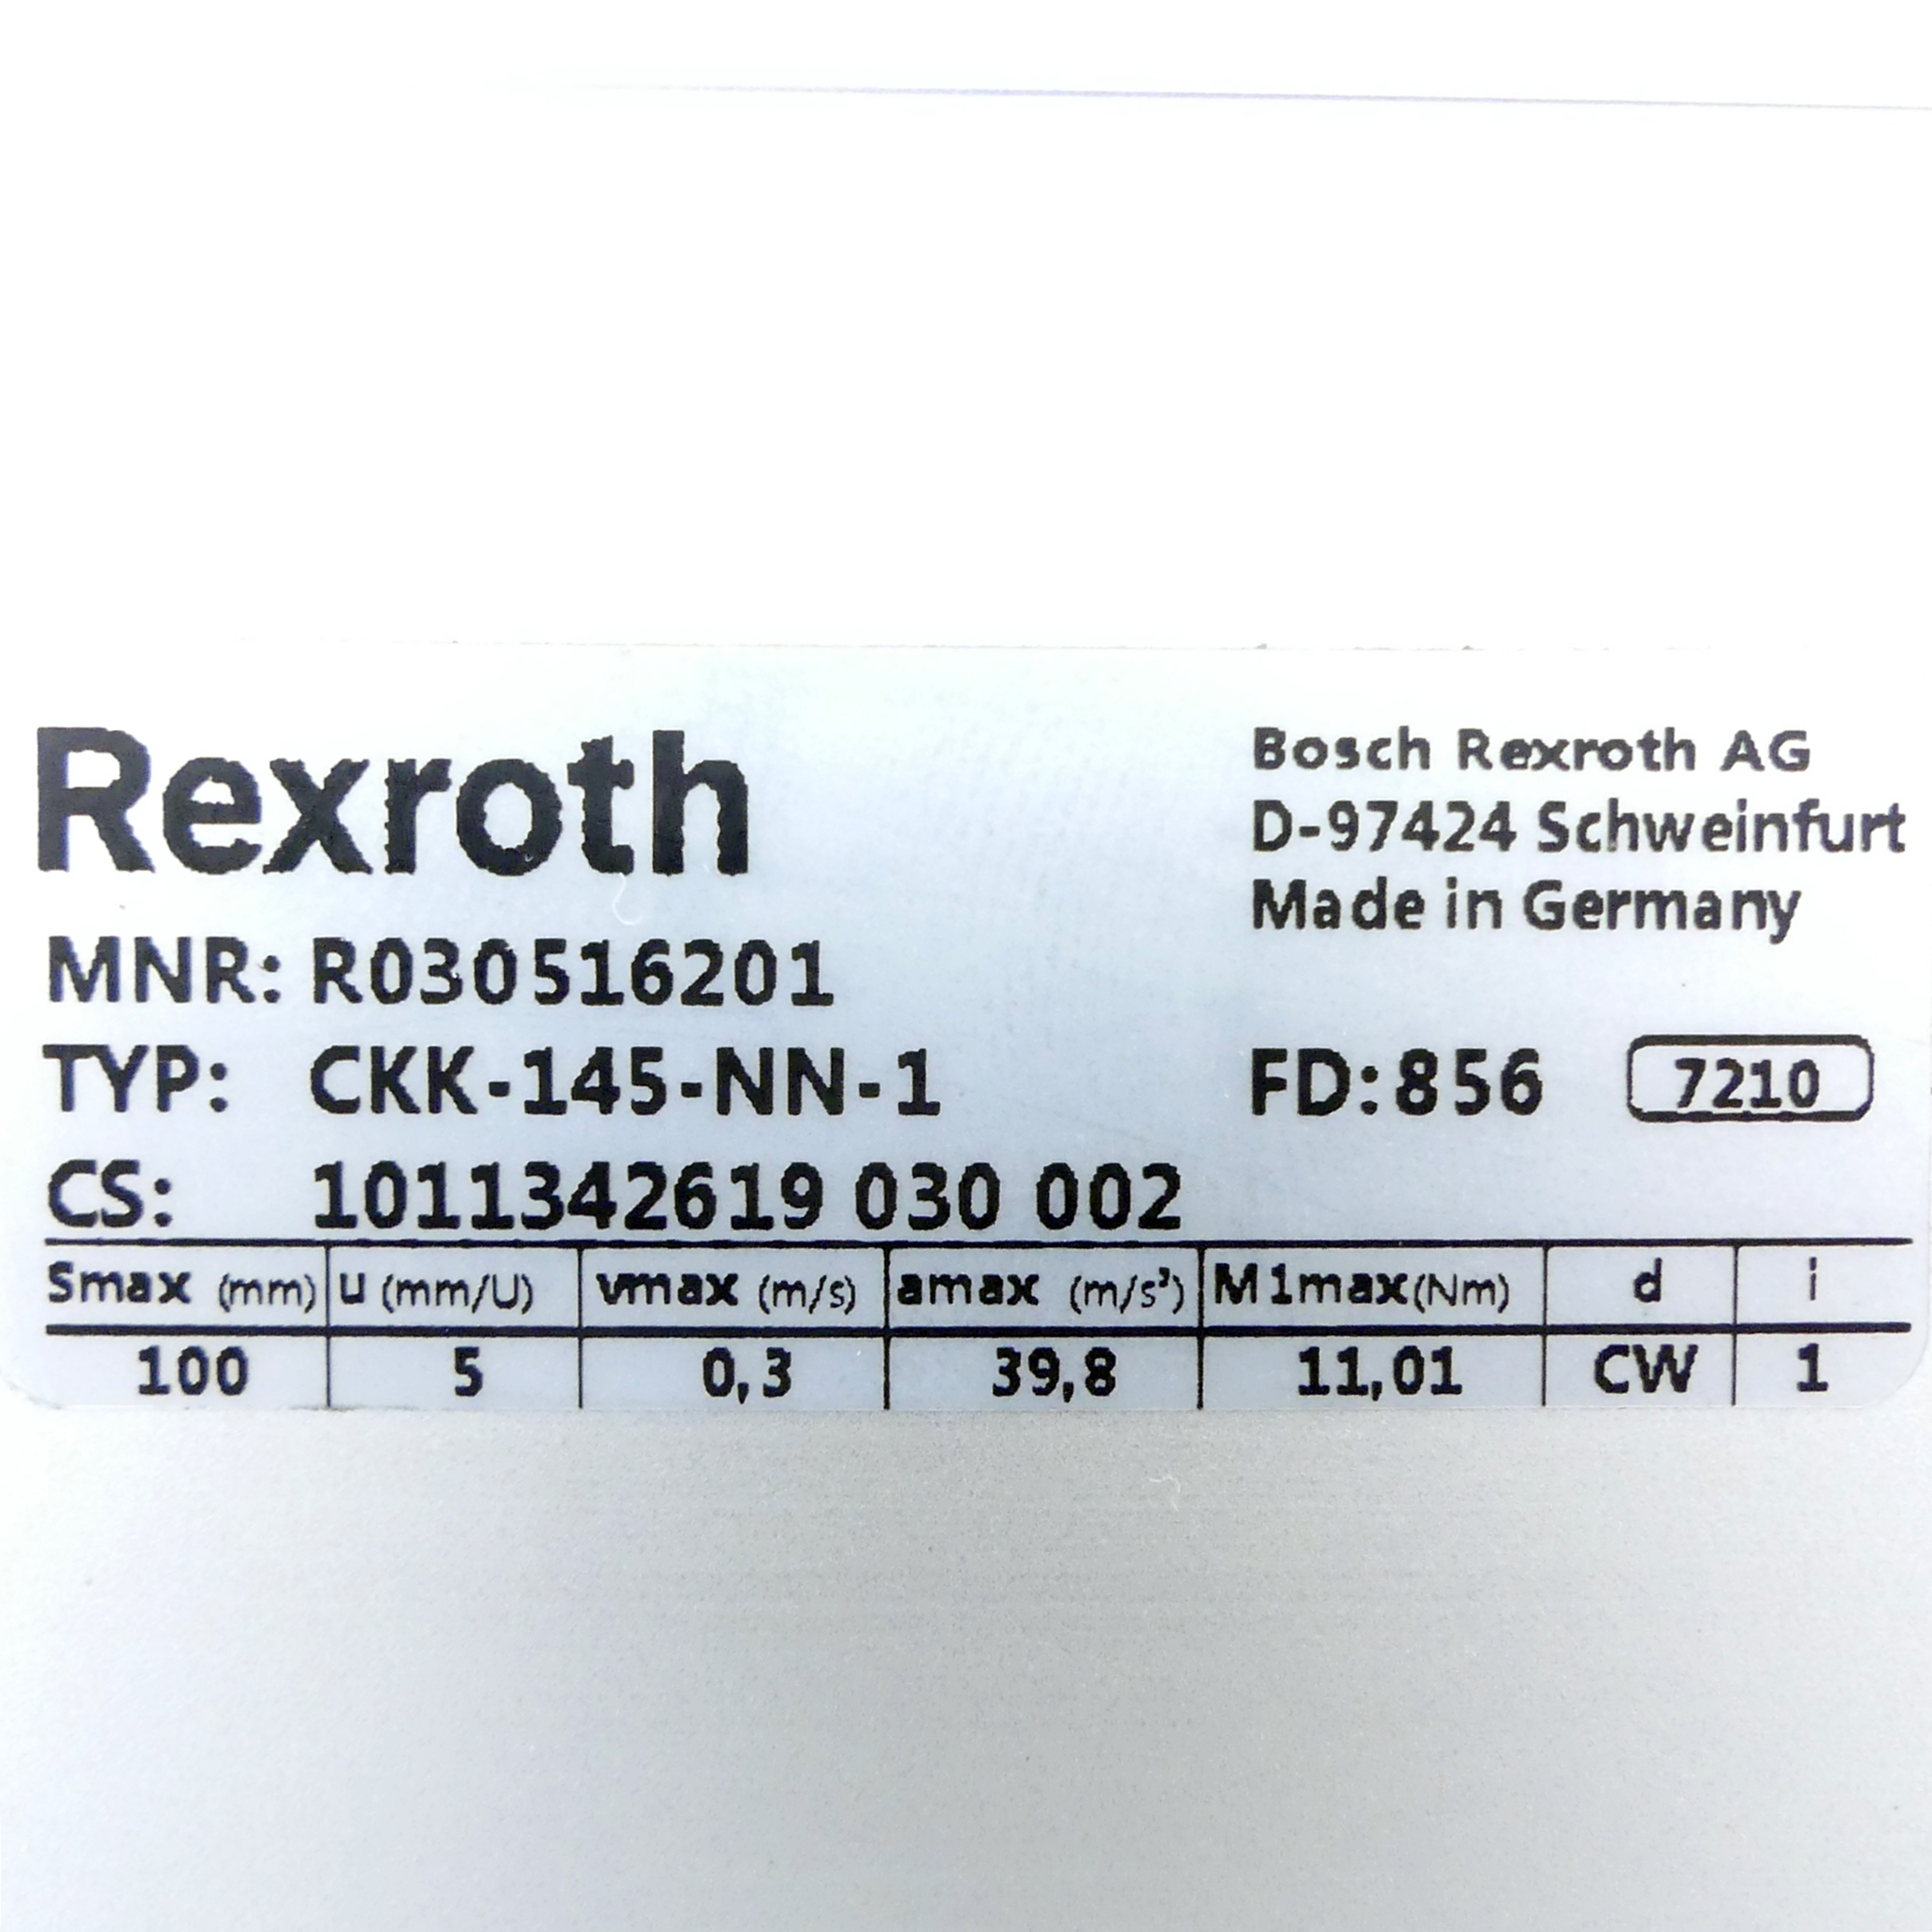 Rexroth
Bosch Rexroth AG
D-97424 Schweinfurt
Made in Germany
MNR: R030516201
TYP: CKK-145-NN-1 FD:856 7210
CS: 1011342619 030 002
Smax (mm) u (mm/U) vmax (m/s) amax (m/s²) M1max(Nm) d i
100 5 0,3 39,8 11,01 CW 1